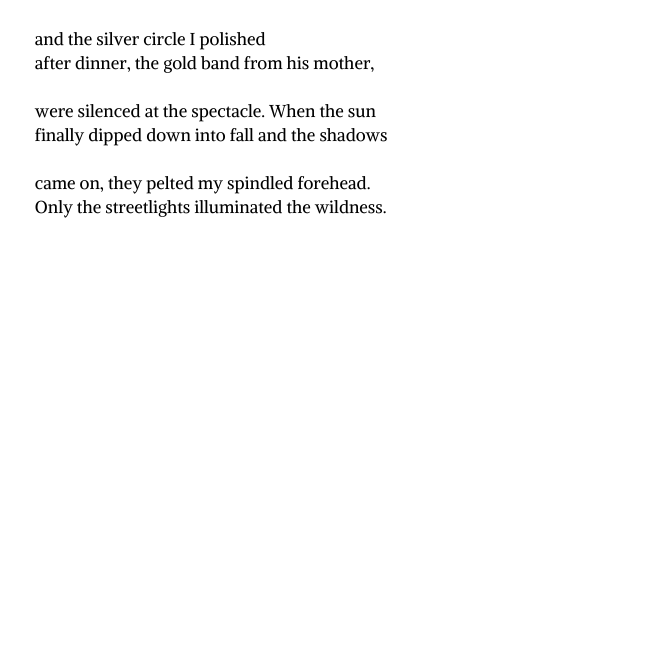 and the silver circle I polished
after dinner, the gold band from his mother,
were silenced at the spectacle. When the sun
finally dipped down into fall and the shadows
came on, they pelted my spindled forehead.
Only the streetlights illuminated the wildness.